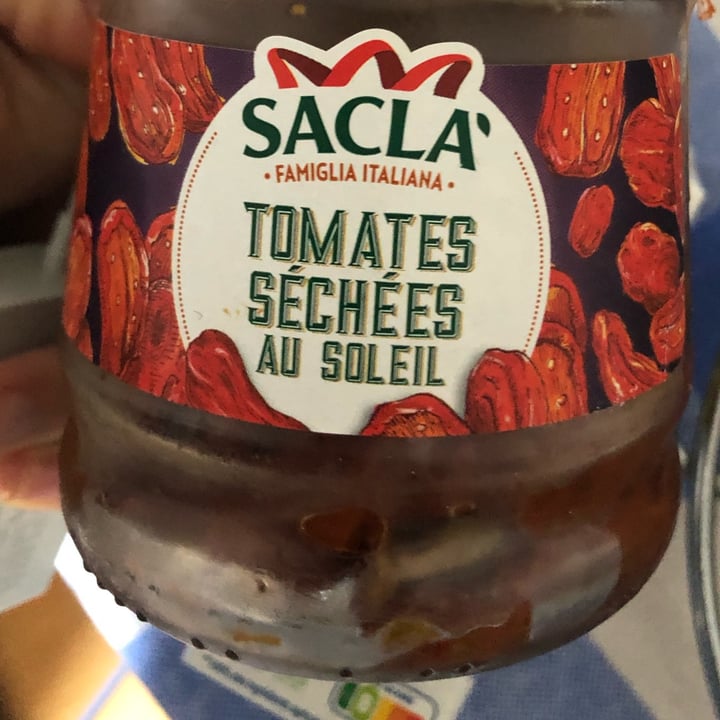 SACLA'
• FAMIGLIA ITALIANA •
TOMATES
SÉCHÉES
AU SOLEIL